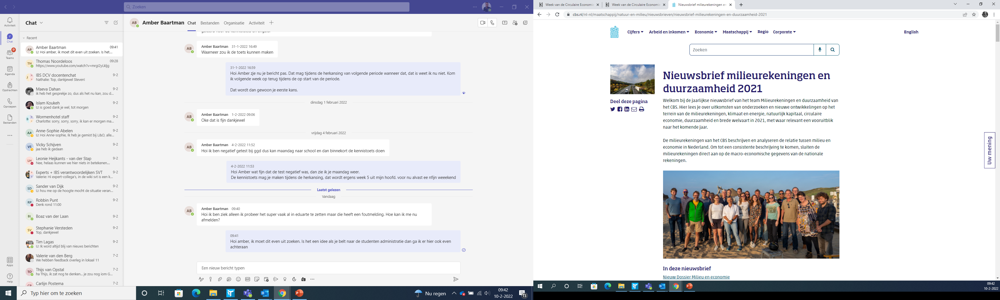 Zoeken
Activiteit
Chat
Teams
Agenda
Opdrachten
Oproepen
Bestanden
Apps
Help
Chat
Recent
Amber Baartman 09:41
U: Hoi amber, ik moet dit even uit zoeken. Is het...
Thomas Noordeloos 09:28
IBS DCV docentenchat 9-2
Nathalie: Top, dankjewel Steven!
Maeva Dahan 9-2
ik heb het gesprekje zo, dus als het nu kan, zou d...
Islam Koukeh 9-2
U: is goed dank je wel, tot morgen
Wormenhotel staff 9-2
Charlotte: sorry, sorry, sorry, ik kan er morgen ma...
Anne-Sophie Abelen 9-2
U: Hoi Anne-sophie, Ik heb je gemist bij L&O, alle...
Vicky Schijven 9-2
jaa heb ik gedaan
Leonie Heijkants - van der Stap 9-2
Nee, helaas kunnen we hier niets in betekenen....
Experts + IBS verantwoordelijken SVT 9-2
Valerie: Hi expert-collega's, in de wiki svt is een k...
Sander van Dijk 9-2
U: hou me op de hoogte mocht de situatie veran...
Robbin Punt 9-2
Denk rond 11:00
Boaz van der Laan 9-2
Stephanie Versteden 9-2
Top, dankjewel
Tim Lagas 9-2
U: Ik word altijd blij van nieuws berichten
Valerie van den Berg 7-2
We hebben feedback overleg in lokaal 11
Thijs van Opstal 7-2
ha Thijs, ik zat nog te denken... je zou nog iom G...
Carlijn Postema 7-2
AB Amber Baartman Chat Bestanden Organisatie Activiteit
AB Amber Baartman 31-1-2022 16:49
Waarneer zou ik de toets kunnen maken
31-1-2022 16:59
Hoi Amber zje nu je bericht pas. Dat mag tijdens de herkansing van volgende periode wanneer dat, dat is weet ik nu niet. Kom
ik volgende week op terug tijdens de op start van de periode.
Dat wordt dan gewoon je eerste kans.
dinsdag 1 februari 2022
AB Amber Baartman 1-2-2022 09:06
Oke dat is fijn dankjewel
vrijdag 4 februari 2022
AB Amber Baartman 4-2-2022 11:52
Hoi ik ben negatief getest bij ggd dus kan maandag naar school en dan binnekort de kennistoets doen
4-2-2022 11:53
Hoi Amber wat fijn dat de test negatief was, dan zie ik je maandag weer.
De kennistoets mag je maken tijdens de herkansing, dat wordt ergens week 5 uit mijn hoofd. voor nu alvast ee nfijn weeekend
Laatst gelezen
Vandaag
AB Amber Baartman 09:40
Hoi ik ben ziek alleen ik probeer het super vaak al in eduarte te zetten maar die heeft een foutmelding. Hoe kan ik me nu
afmelden?
09:41
Hoi amber, ik moet dit even uit zoeken. Is het een idee als je belt naar de studenten administratie dan ga ik er hier ook even
achteraan
Een nieuw bericht typen
GIF
Typ hier om te zoeken
Nu regen
09:42
10-2-2022
13
Week van de Circulaire Economie
Week van de Circulaire Economie
Nieuwsbrief milieurekeningen en
cbs.nl/nl-nl/maatschappij/natuur-en-milieu/nieuwsbrieven/nieuwsbrief-milieurekeningen-en-duurzaamheid-2021
Cijfers Arbeid en inkomen Economie Maatschappij Regio Corporate English
Zoeken
Nieuwsbrief milieurekeningen en
duurzaamheid 2021
Deel deze pagina
Welkom bij de jaarlijkse nieuwsbrief van het team Milieurekeningen en duurzaamheid van
het CBS. Hier lees je over uitkomsten van onderzoeken en nieuwe ontwikkelingen op het
terrein van de milieurekeningen, klimaat en energie, natuurlijk kapitaal, circulaire
economie, duurzaamheid en brede welvaart in 2021, met waar relevant een vooruitblik
naar het komende jaar.
De milieurekeningen van het CBS beschrijven en analyseren de relatie tussen milieu en
economie in Nederland. Om tot een consistente beschrijving te komen, sluiten de
milieurekeningen direct aan op de macro-economische gegevens van de nationale
rekeningen.
Uw mening
In deze nieuwsbrief
Nieuw Dossier Milieu en economie
09:42
10-2-2022